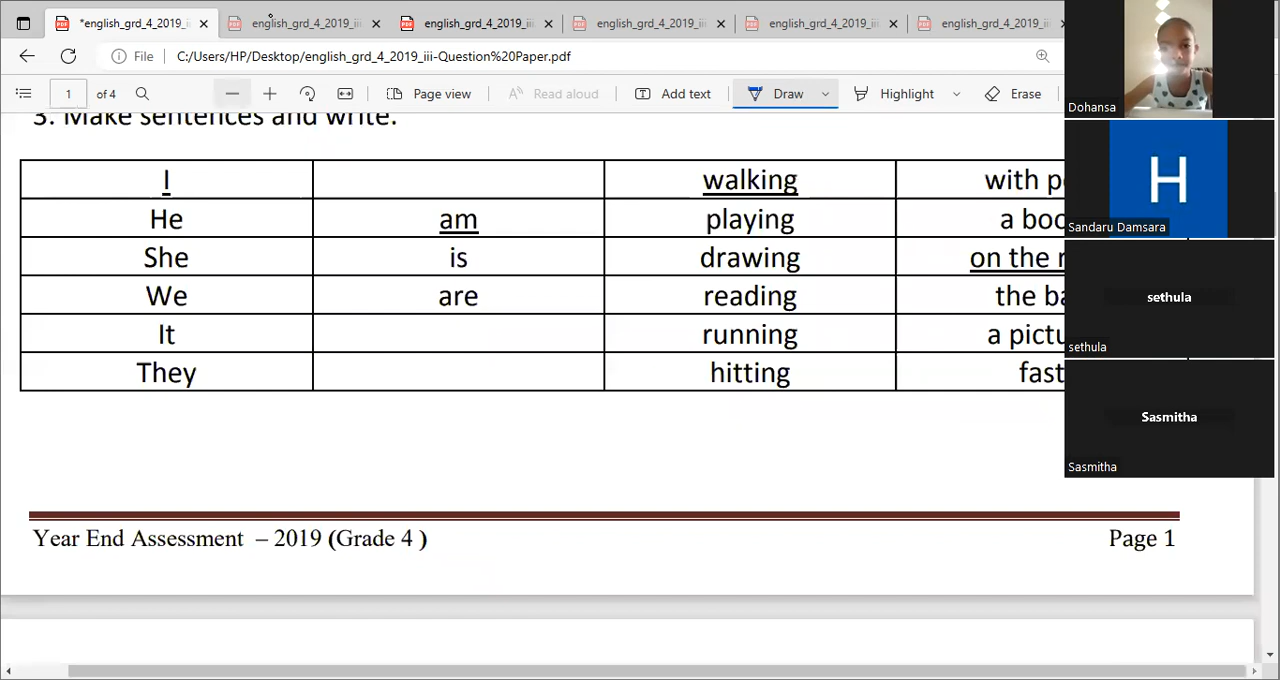 *english_grd_4_2019_i english_grd_4_2019_iii english_grd_4_2019_iii english_grd_4_2019_iii english_grd_4_2019_iii english_grd_4_2019_iii
File C:/Users/HP/Desktop/english_grd_4_2019_iii-Question%20Paper.pdf
1 of 4 Page view Read aloud Add text Draw Highlight Erase
3. Make sentences and write.
I walking with
He am playing a
She is drawing on the
We are reading the
It running a
They hitting fast
Year End Assessment – 2019 (Grade 4 ) Page 1
Dohansa
H
Sandaru Damsara
sethula
sethula
Sasmitha
Sasmitha